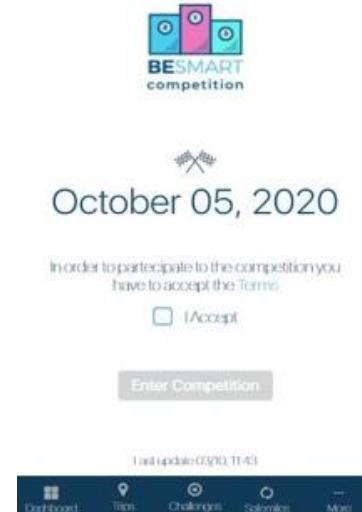 BESMART
competition
October 05, 2020
In order to partecipate to the competition you
have to accept the Terms
I Accept
Enter Competition
Last update 03/10, 11:43
Dashboard Trips Challenges Safemiles More